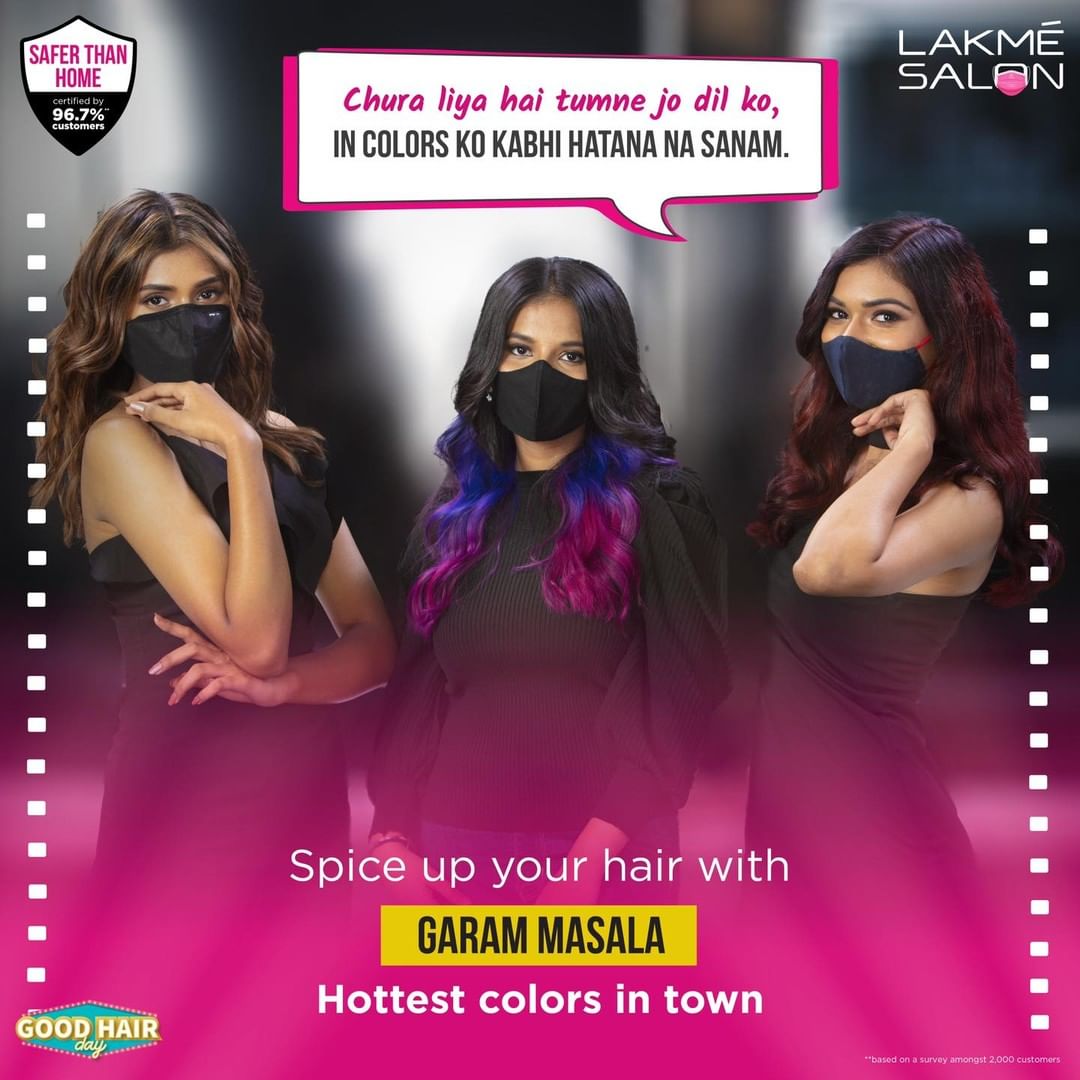 SAFER THAN
HOME
certified by
96.7%**
customers
LAKMÉ
SALON
Chura liya hai tumne jo dil ko,
IN COLORS KO KABHI HATANA NA SANAM.
Spice up your hair with
GARAM MASALA
Hottest colors in town
GOOD HAIR
day
**based on a survey amongst 2,000 customers